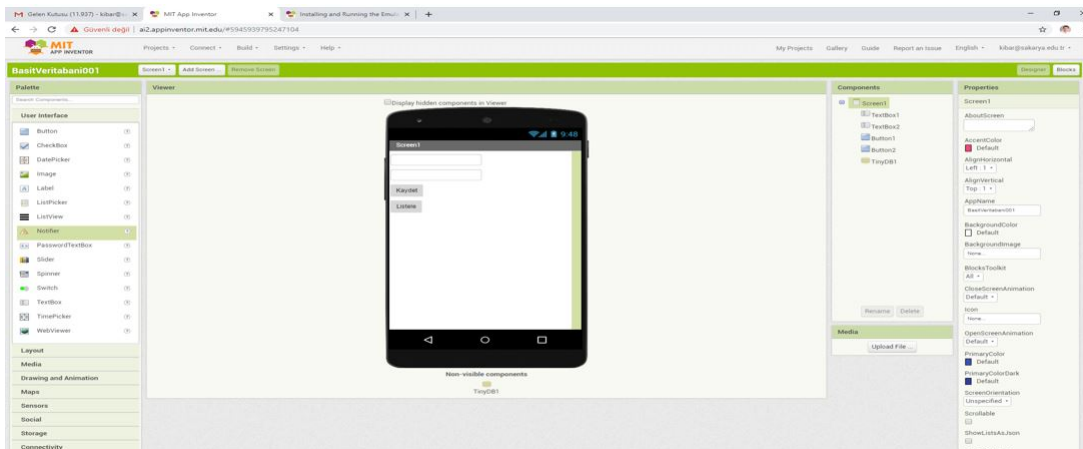 Gelen Kutusu (11.937) - kibar@s
MIT App Inventor
Installing and Running the Emul
Güvenli değil
ai2.appinventor.mit.edu/#5945939795247104
MIT
APP INVENTOR
Projects
Connect
Build
Settings
Help
My Projects
Gallery
Guide
Report an Issue
English
kibar@sakarya.edu.tr
BasitVeritabani001
Screen1
Add Screen ...
Remove Screen
Designer
Blocks
Palette
Search Components...
User Interface
Button
CheckBox
DatePicker
Image
Label
ListPicker
ListView
Notifier
PasswordTextBox
Slider
Spinner
Switch
TextBox
TimePicker
WebViewer
Layout
Media
Drawing and Animation
Maps
Sensors
Social
Storage
Connectivity
Viewer
Display hidden components in Viewer
9:48
Screen1
Kaydet
Listele
Non-visible components
TinyDB1
Components
Screen1
TextBox1
TextBox2
Button1
Button2
TinyDB1
Rename
Delete
Media
Upload File ...
Properties
Screen1
AboutScreen
AccentColor
Default
AlignHorizontal
Left : 1
AlignVertical
Top : 1
AppName
BasitVeritabani001
BackgroundColor
Default
BackgroundImage
None...
BlocksToolkit
All
CloseScreenAnimation
Default
Icon
None...
OpenScreenAnimation
Default
PrimaryColor
Default
PrimaryColorDark
Default
ScreenOrientation
Unspecified
Scrollable
ShowListsAsJson